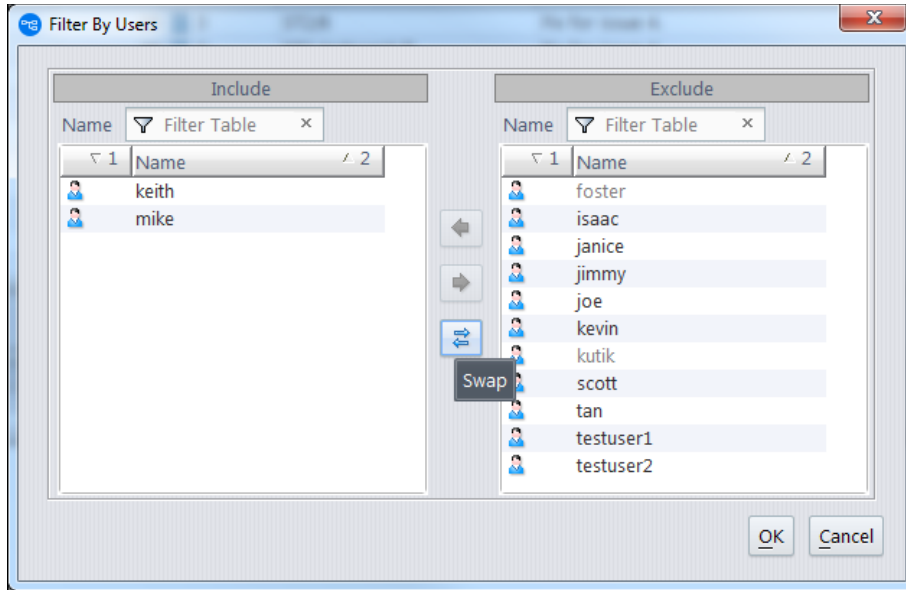 Filter By Users
Include
Exclude
Name Filter Table ×
Name Filter Table ×
1 Name 2
1 Name 2
keith
mike
foster
isaac
janice
jimmy
joe
kevin
kutik
scott
tan
testuser1
testuser2
Swap
OK Cancel